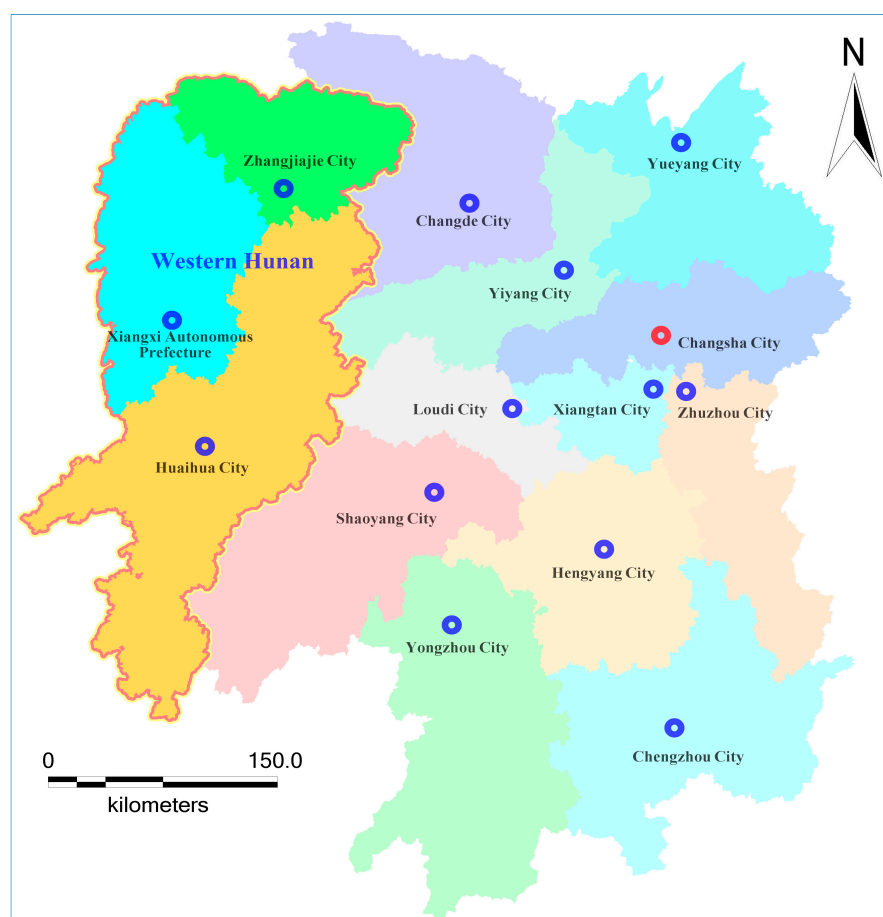 N
Zhangjiajie City
Yueyang City
Changde City
Western Hunan
Yiyang City
Xiangxi Autonomous
Prefecture
Changsha City
Loudi City
Xiangtan City
Zhuzhou City
Huaihua City
Shaoyang City
Hengyang City
Yongzhou City
Chengzhou City
0 150.0
kilometers